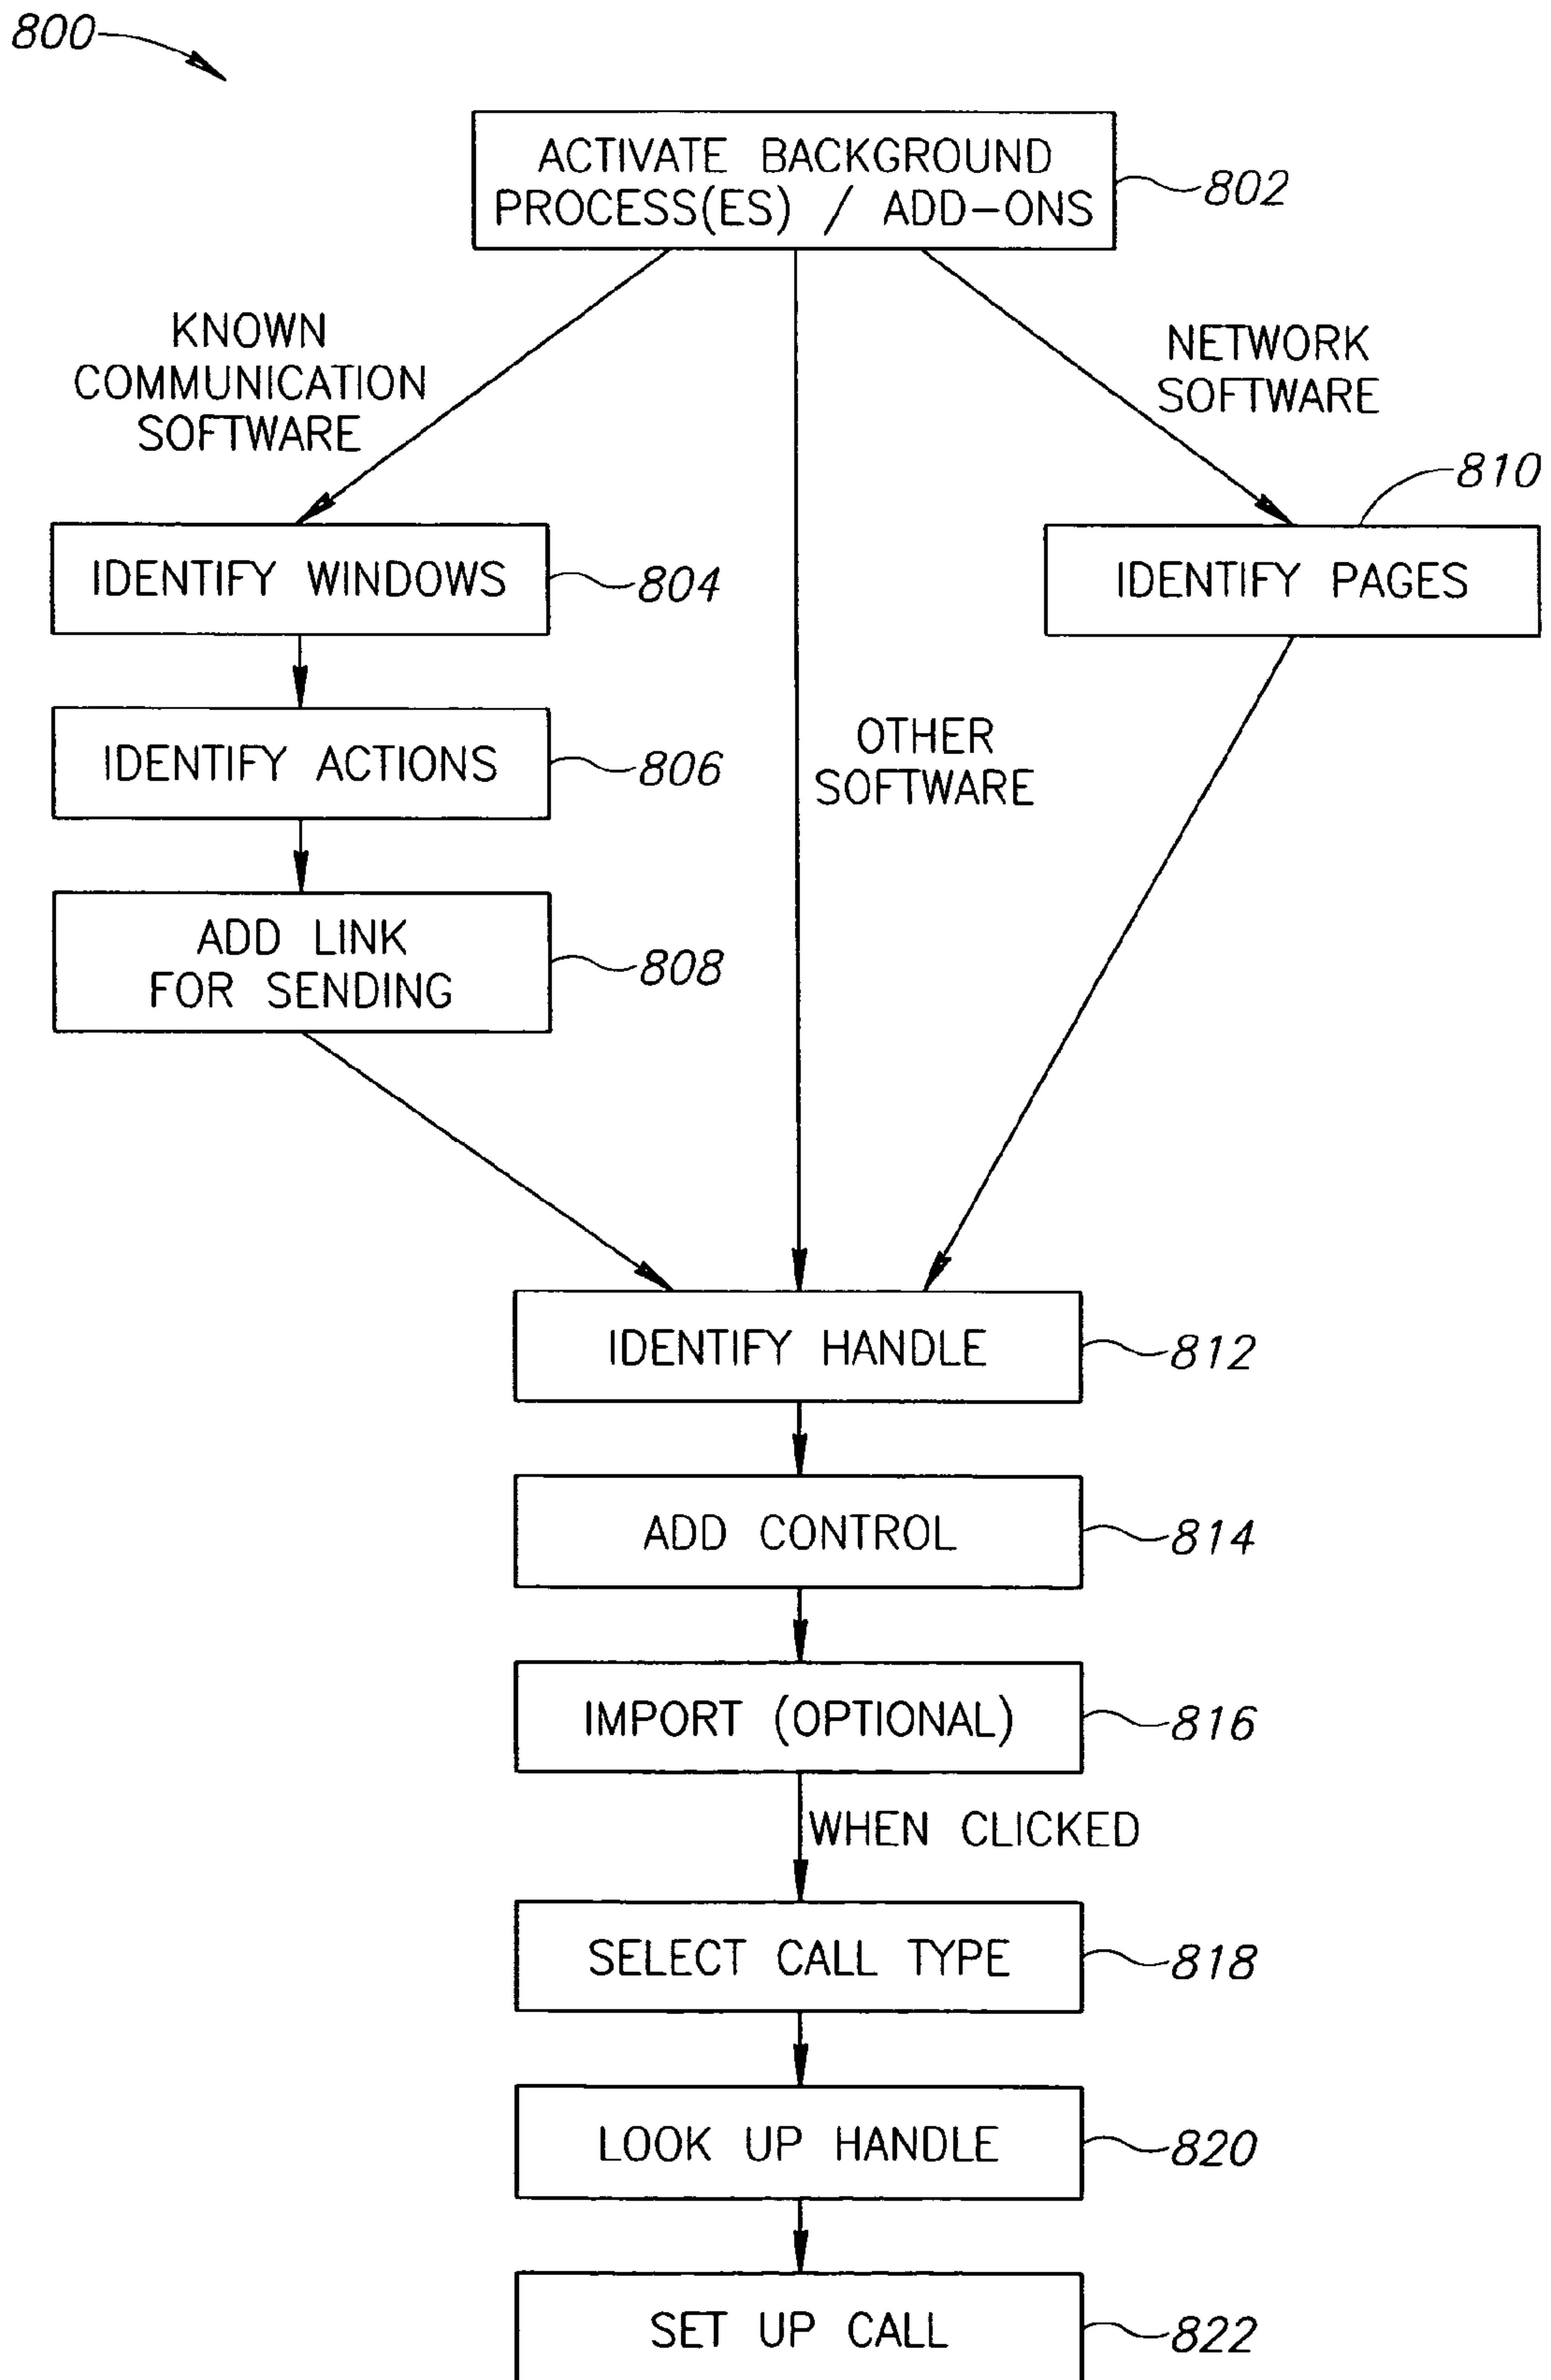 800
ACTIVATE BACKGROUND
PROCESS(ES) / ADD-ONS
802
KNOWN
COMMUNICATION
SOFTWARE
NETWORK
SOFTWARE
810
IDENTIFY WINDOWS
804
IDENTIFY PAGES
IDENTIFY ACTIONS
806
OTHER
SOFTWARE
ADD LINK
FOR SENDING
808
IDENTIFY HANDLE
812
ADD CONTROL
814
IMPORT (OPTIONAL)
816
WHEN CLICKED
SELECT CALL TYPE
818
LOOK UP HANDLE
820
SET UP CALL
822